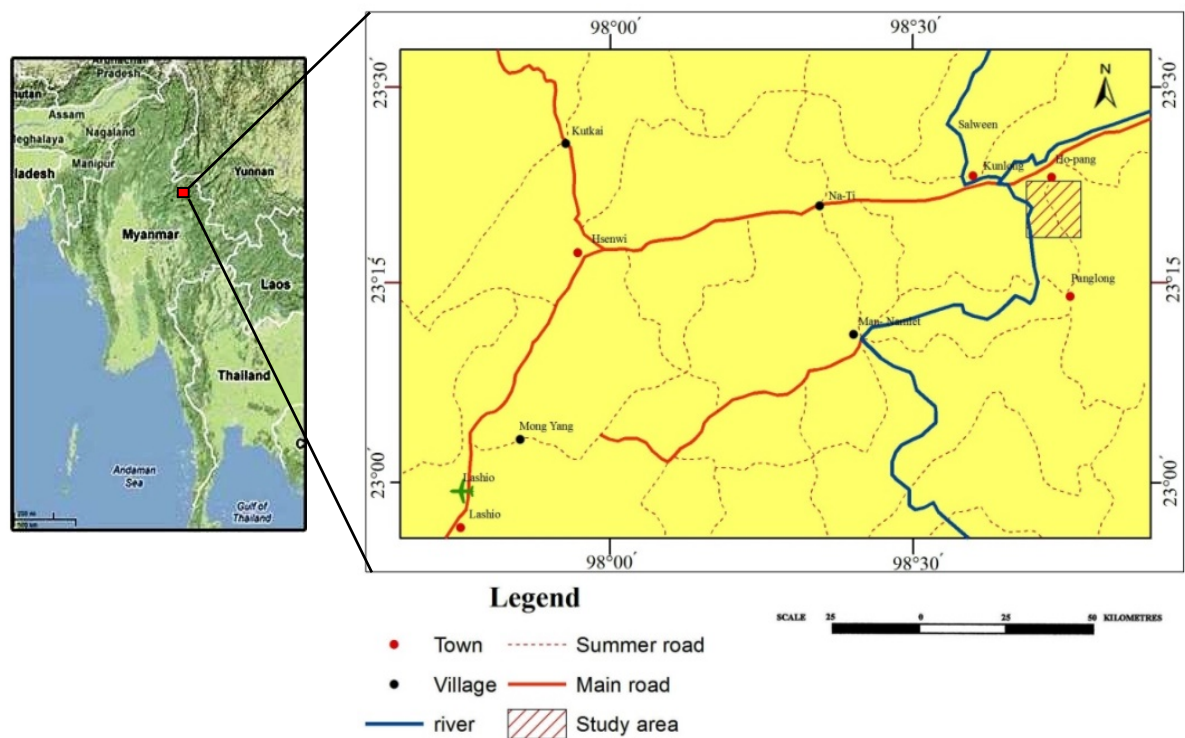 Arunachal
Pradesh
hutan
Assam
Nagaland
Meghalaya
Manipur
ladesh
Yunnan
Myanmar
Laos
Thailand
C
Andaman
Sea
Gulf of
Thailand
98°00′ 98°30′
23°30′ 23°30′
N
Salween
Kutkai
Kunlong
Ho-pang
Na-Ti
Hsenwi
23°15′ 23°15′
Panglong
Man- Namlet
Mong Yang
23°00′ 23°00′
Lashio
Lashio
98°00′ 98°30′
Legend
SCALE 25 0 25 50 KILOMETRES
Town Summer road
Village Main road
river Study area